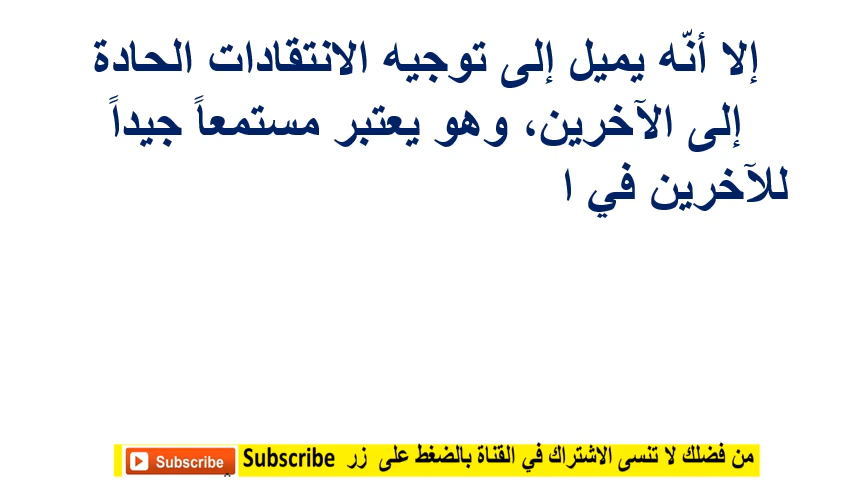 إلا أنّه يميل إلى توجيه الانتقادات الحادة
إلى الآخرين، وهو يعتبر مستمعاً جيداً
للآخرين في ا
من فضلك لا تنسى الاشتراك في القناة بالضغط على زر Subscribe Subscribe